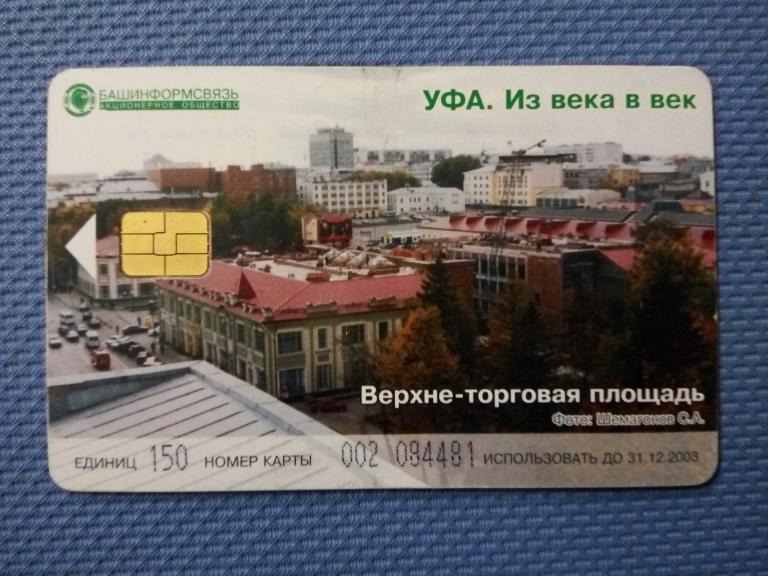 БАШИНФОРМСВЯЗЬ
АКЦИОНЕРНОЕ ОБЩЕСТВО
УФА. Из века в век
Верхне-торговая площадь
Фото: Шемагонов С.А.
ЕДИНИЦ 150 НОМЕР КАРТЫ 002 084481 ИСПОЛЬЗОВАТЬ ДО 31.12.2003